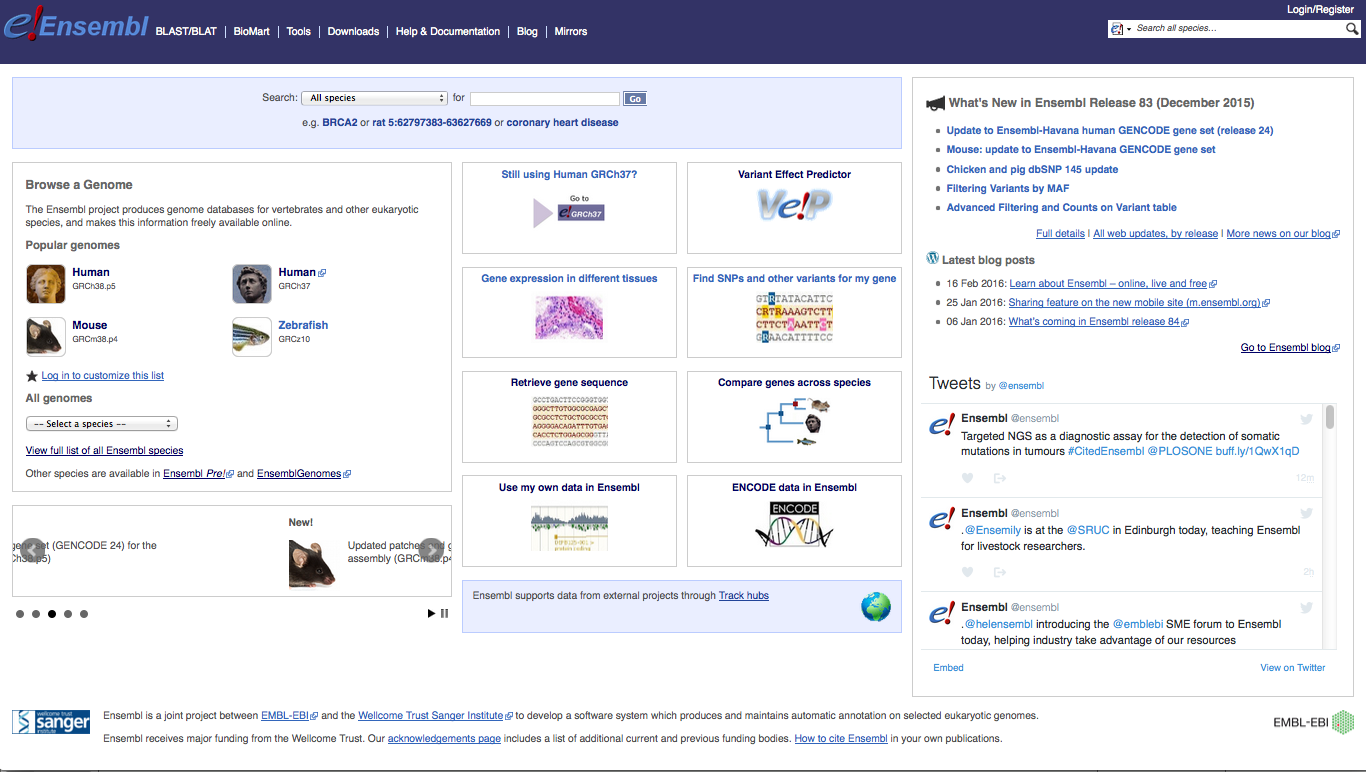 e!Ensembl
BLAST/BLAT | BioMart | Tools | Downloads | Help & Documentation | Blog | Mirrors
Login/Register
Search all species...
Search: All species for Go
e.g. BRCA2 or rat 5:62797383-63627669 or coronary heart disease
Browse a Genome
The Ensembl project produces genome databases for vertebrates and other eukaryotic
species, and makes this information freely available online.
Popular genomes
Human
GRCh38.p5
Human
GRCh37
Mouse
GRCm38.p4
Zebrafish
GRCz10
Log in to customize this list
All genomes
-- Select a species --
View full list of all Ensembl species
Other species are available in Ensembl Pre! and EnsemblGenomes
set (GENCODE 24) for the
p5)
New!
Updated patches
assembly
Still using Human GRCh37?
Go to
e! GRCh37
Variant Effect Predictor
Ve!P
Gene expression in different tissues
Find SNPs and other variants for my gene
GTRTATACATTC
CRTRAAAGTCTT
CTTCTAAATTCT
GRAACATTTTCC
Retrieve gene sequence
GCCTGACTTCCGGGTGGT
GGGCTTGTGGCGCGAGCT
GCGCCTCTGCTGCGCCT
AGGGGACAGATTTGTGA
CACCTCTGGAGCGG
CCCAGTCCAGCGTGGCG
Compare genes across species
Use my own data in Ensembl
ENCODE data in Ensembl
ENCODE
Ensembl supports data from external projects through Track hubs
What's New in Ensembl Release 83 (December 2015)
Update to Ensembl-Havana human GENCODE gene set (release 24)
Mouse: update to Ensembl-Havana GENCODE gene set
Chicken and pig dbSNP 145 update
Filtering Variants by MAF
Advanced Filtering and Counts on Variant table
Full details | All web updates, by release | More news on our blog
Latest blog posts
16 Feb 2016: Learn about Ensembl – online, live and free
25 Jan 2016: Sharing feature on the new mobile site (m.ensembl.org)
06 Jan 2016: What's coming in Ensembl release 84
Go to Ensembl blog
Tweets by @ensembl
Ensembl @ensembl
Targeted NGS as a diagnostic assay for the detection of somatic
mutations in tumours #CitedEnsembl @PLOSONE buff.ly/1QwX1qD
12m
Ensembl @ensembl
.@Ensemily is at the @SRUC in Edinburgh today, teaching Ensembl
for livestock researchers.
2h
Ensembl @ensembl
.@helensembl introducing the @emblebi SME forum to Ensembl
today, helping industry take advantage of our resources
Embed
View on Twitter
wellcome trust
sanger
institute
Ensembl is a joint project between EMBL-EBI and the Wellcome Trust Sanger Institute to develop a software system which produces and maintains automatic annotation on selected eukaryotic genomes.
Ensembl receives major funding from the Wellcome Trust. Our acknowledgements page includes a list of additional current and previous funding bodies. How to cite Ensembl in your own publications.
EMBL-EBI